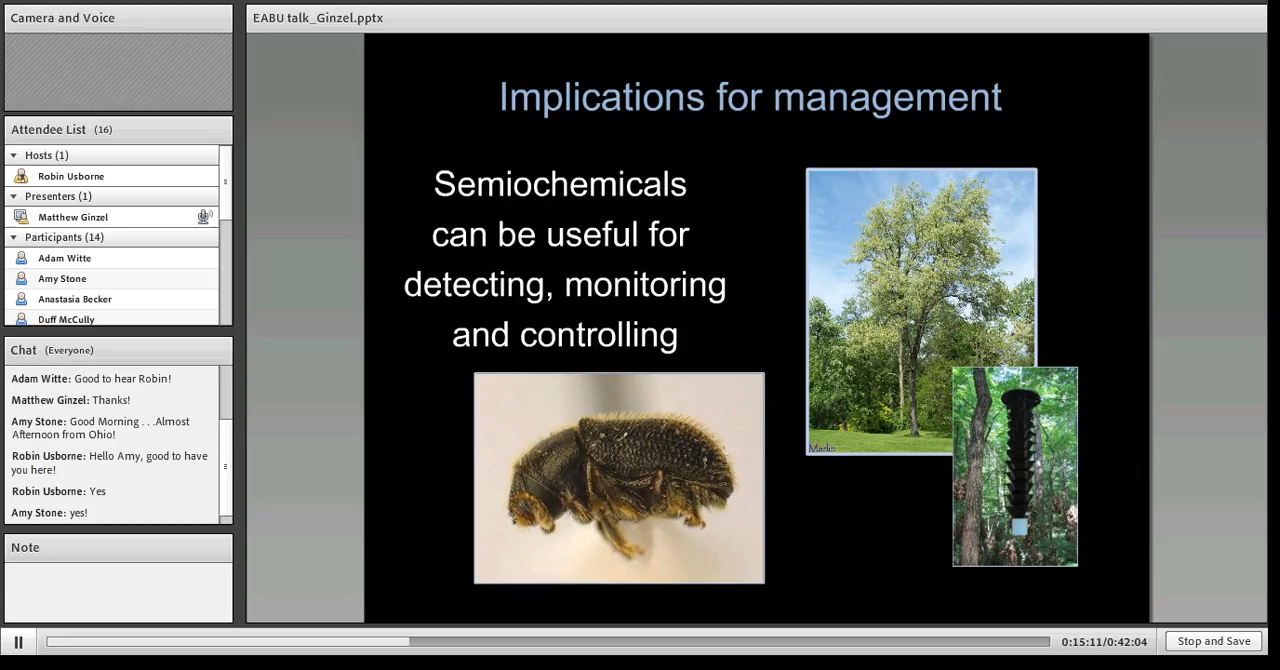 Camera and Voice
Attendee List (16)
Hosts (1)
Robin Usborne
Presenters (1)
Matthew Ginzel
Participants (14)
Adam Witte
Amy Stone
Anastasia Becker
Duff McCully
Chat (Everyone)
Adam Witte: Good to hear Robin!
Matthew Ginzel: Thanks!
Amy Stone: Good Morning . . .Almost
Afternoon from Ohio!
Robin Usborne: Hello Amy, good to have
you here!
Robin Usborne: Yes
Amy Stone: yes!
Note
EABU talk_Ginzel.pptx
Implications for management
Semiochemicals
can be useful for
detecting, monitoring
and controlling
0:15:11/0:42:04
Stop and Save